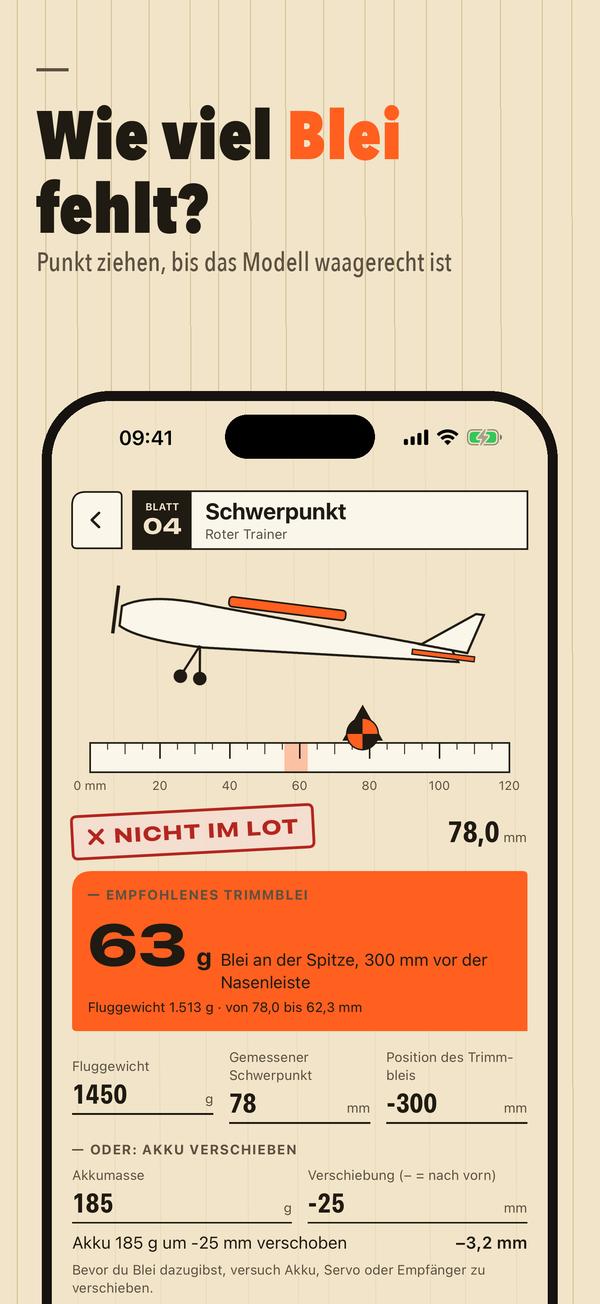 Wie viel Blei
fehlt?
Punkt ziehen, bis das Modell waagerecht ist
09:41
BLATT
04
Schwerpunkt
Roter Trainer
0 mm 20 40 60 80 100 120
NICHT IM LOT
78,0 mm
— EMPFOHLENES TRIMMBLEI
63 g Blei an der Spitze, 300 mm vor der
Nasenleiste
Fluggewicht 1.513 g · von 78,0 bis 62,3 mm
Fluggewicht
1450 g
Gemessener
Schwerpunkt
78 mm
Position des Trimm-
bleis
-300 mm
— ODER: AKKU VERSCHIEBEN
Akkumasse
185 g
Verschiebung (– = nach vorn)
-25 mm
Akku 185 g um -25 mm verschoben –3,2 mm
Bevor du Blei dazugibst, versuch Akku, Servo oder Empfänger zu
verschieben.